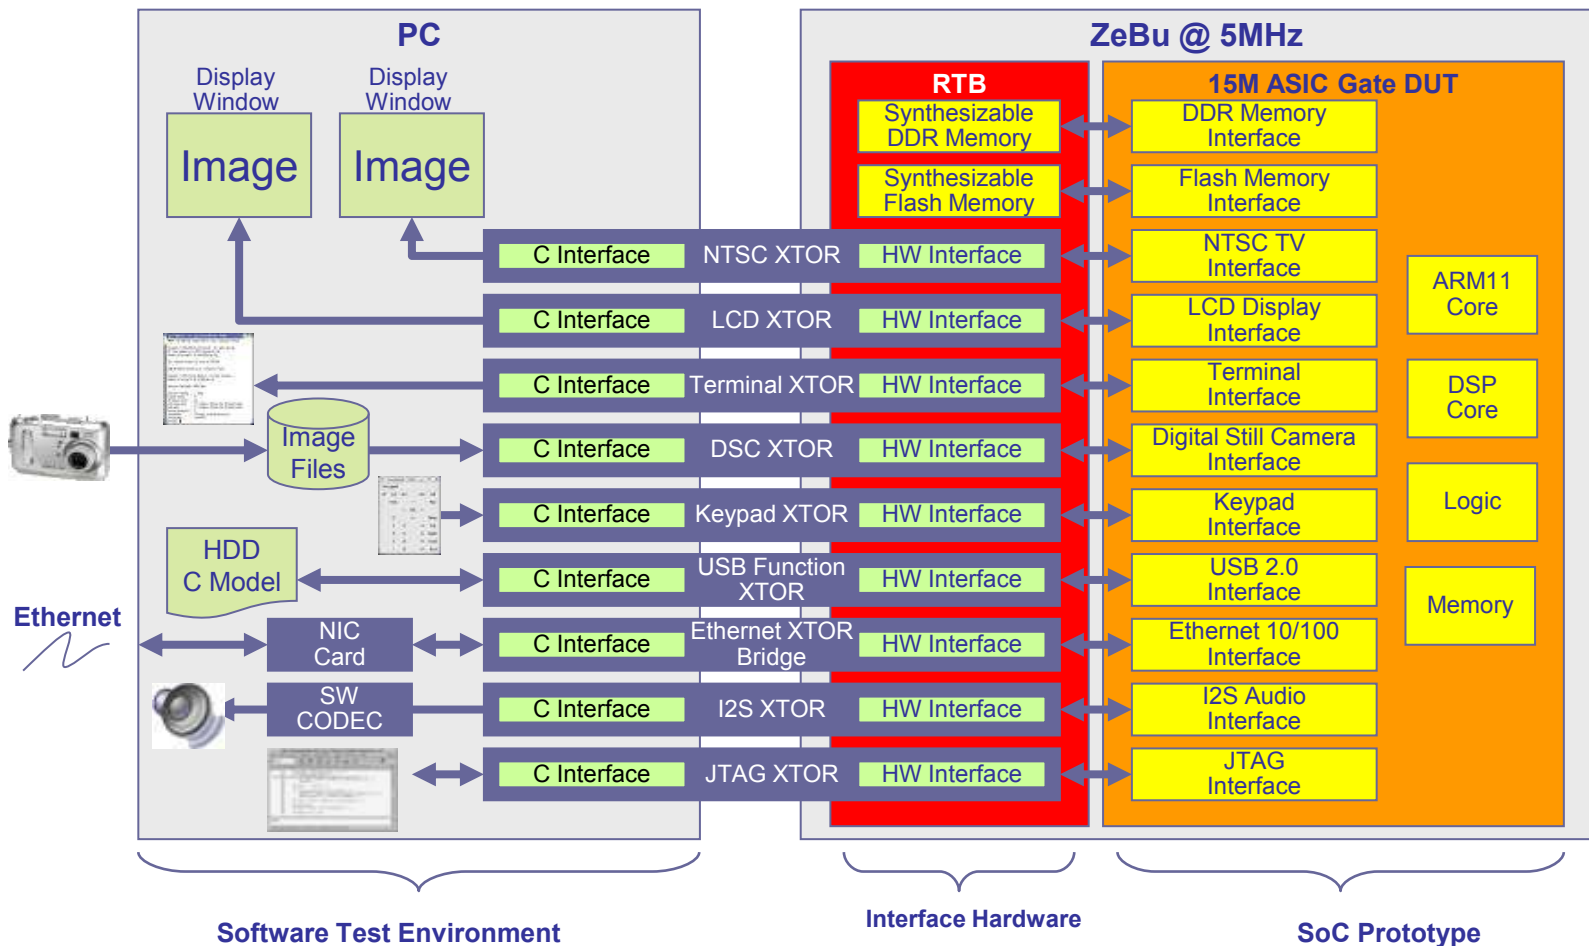 PC
ZeBu @ 5MHz
Display
Window
Display
Window
Image
Image
RTB
15M ASIC Gate DUT
Synthesizable
DDR Memory
DDR Memory
Interface
Synthesizable
Flash Memory
Flash Memory
Interface
C Interface
NTSC XTOR
HW Interface
NTSC TV
Interface
C Interface
LCD XTOR
HW Interface
LCD Display
Interface
C Interface
Terminal XTOR
HW Interface
Terminal
Interface
Image
Files
C Interface
DSC XTOR
HW Interface
Digital Still Camera
Interface
C Interface
Keypad XTOR
HW Interface
Keypad
Interface
HDD
C Model
C Interface
USB Function
XTOR
HW Interface
USB 2.0
Interface
Ethernet
NIC
Card
C Interface
Ethernet XTOR
Bridge
HW Interface
Ethernet 10/100
Interface
SW
CODEC
C Interface
I2S XTOR
HW Interface
I2S Audio
Interface
C Interface
JTAG XTOR
HW Interface
JTAG
Interface
ARM11
Core
DSP
Core
Logic
Memory
Software Test Environment
Interface Hardware
SoC Prototype